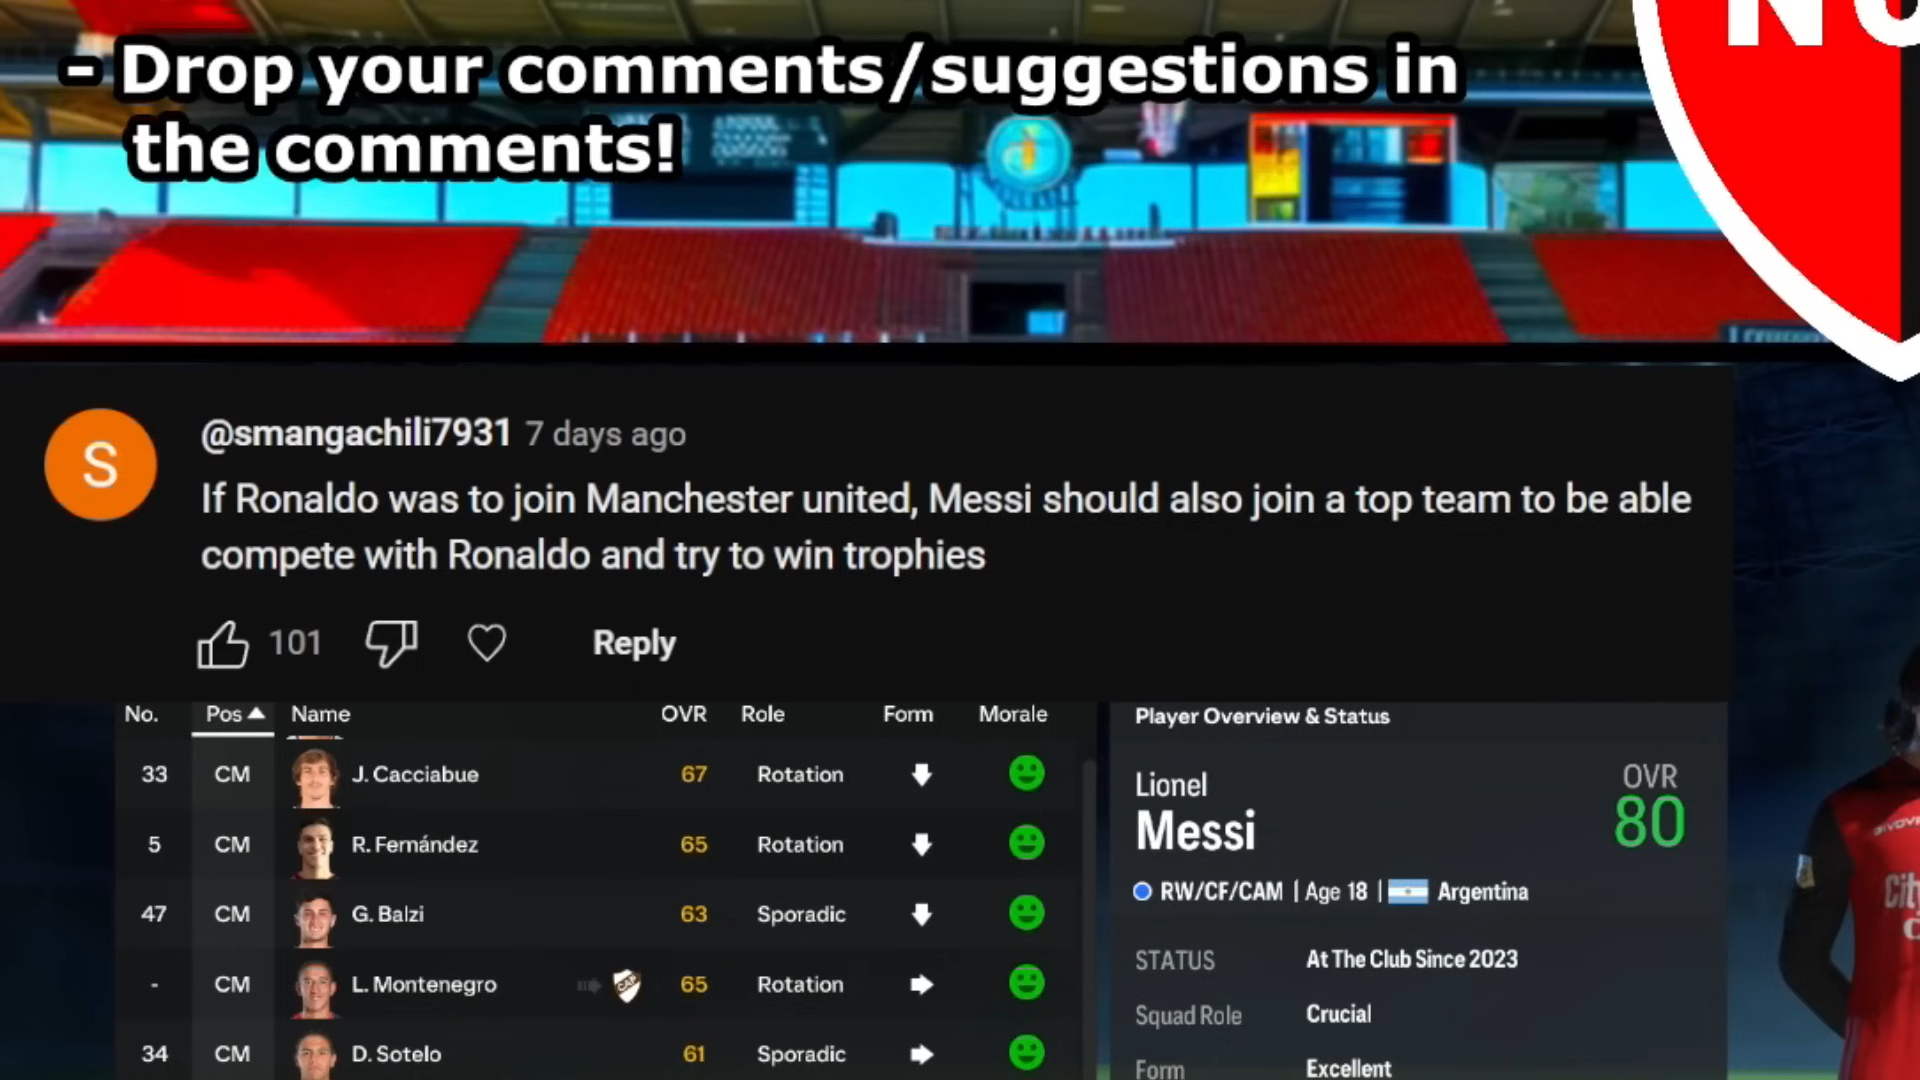 - Drop your comments/suggestions in
the comments!
@smangachili7931 7 days ago
If Ronaldo was to join Manchester united, Messi should also join a top team to be able
compete with Ronaldo and try to win trophies
101 Reply
No. Pos Name OVR Role Form Morale
33 CM J. Cacciabue 67 Rotation
5 CM R. Fernández 65 Rotation
47 CM G. Balzi 63 Sporadic
- CM L. Montenegro CAP 65 Rotation
34 CM D. Sotelo 61 Sporadic
Player Overview & Status
Lionel
Messi
OVR
80
RW/CF/CAM | Age 18 | Argentina
STATUS At The Club Since 2023
Squad Role Crucial
Form Excellent
S